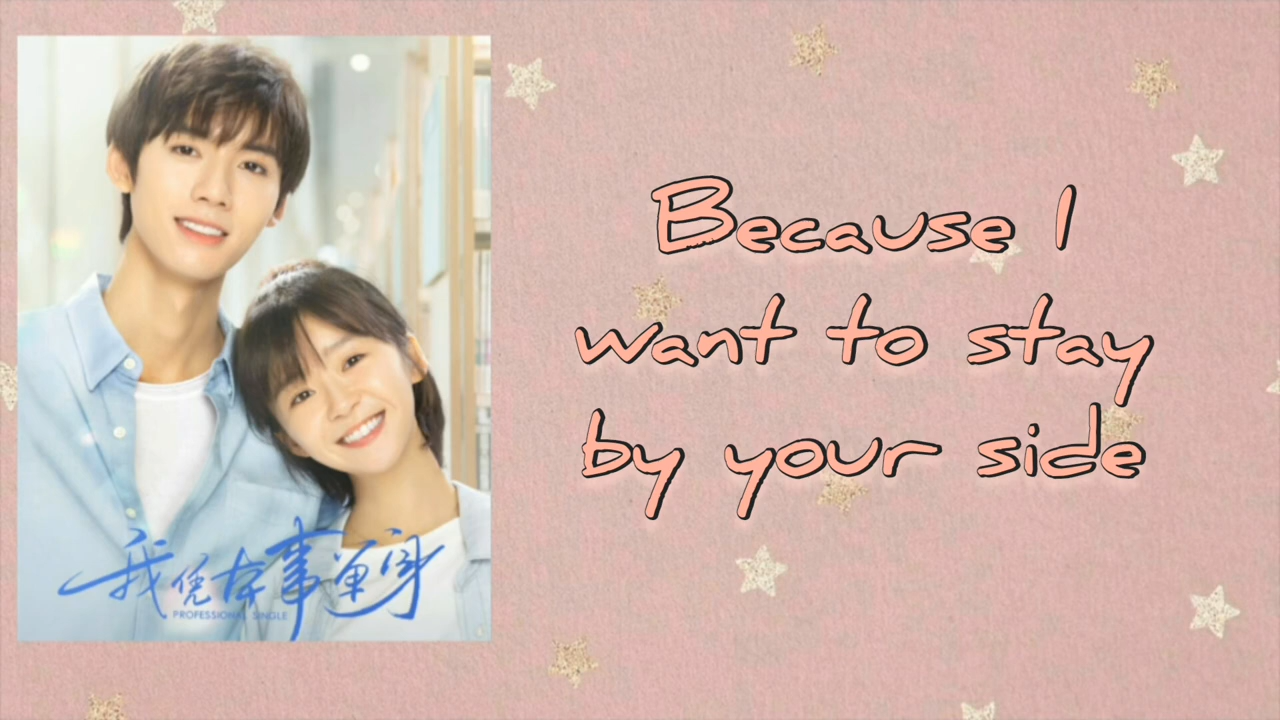 我凭本事单身
PROFESSIONAL SINGLE
Because I
want to stay
by your side